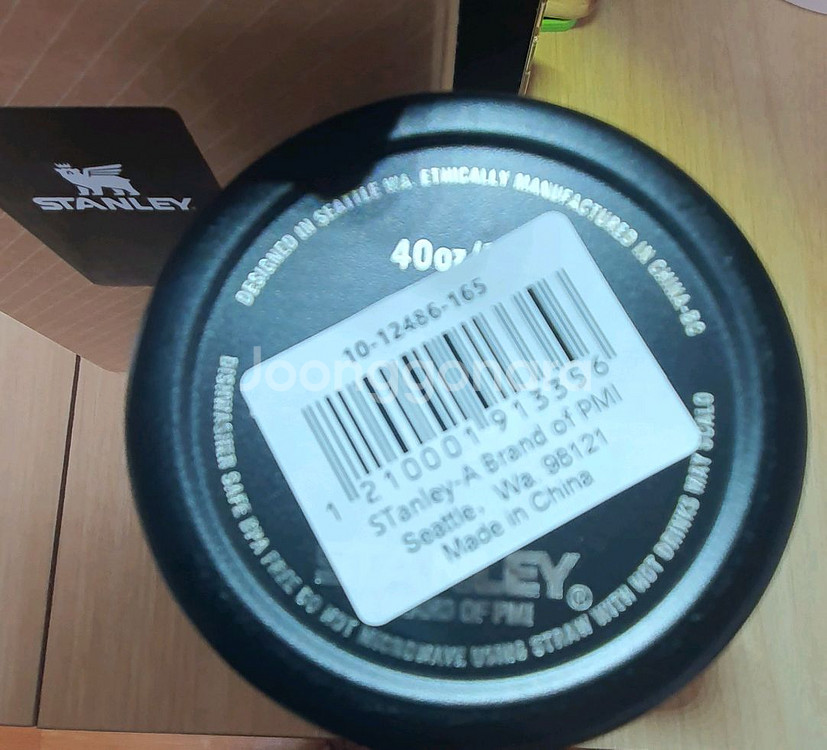 STANLEY
DESIGNED IN SEATTLE WA. ETHICALLY MANUFACTURED IN CHINA-
40oz/
10-12486-165
Joonggonara
1 210001 913396
STanley-A Brand of PMI
Seattle, Wa. 98121
Made in China
LEY®
OF PMI
DISHWASHER SAFE BPA FREE DO NOT MICROWAVE USING STRAW WITH HOT DRINKS MAY SCALD